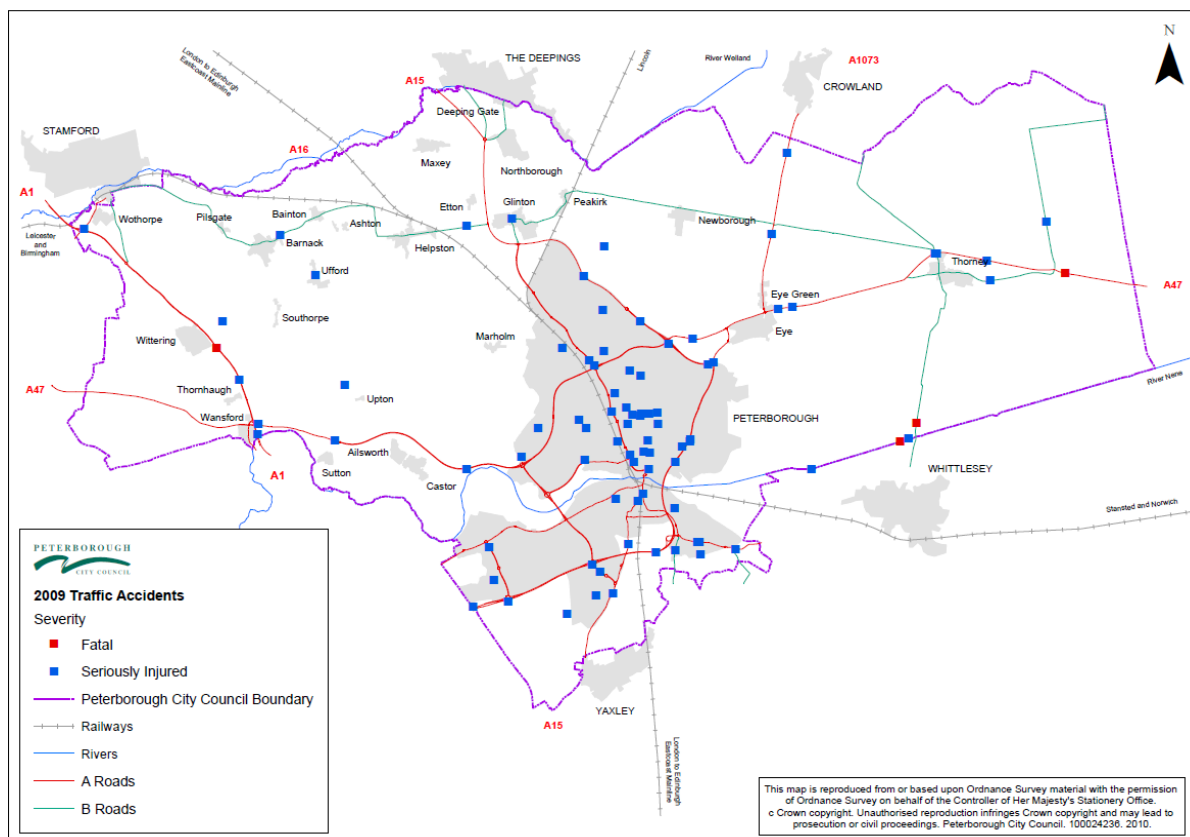 N
London to Edinburgh
Eastcoast Mainline
THE DEEPINGS
Lincoln
River Welland
A1073
CROWLAND
A15
Deeping Gate
STAMFORD
A16
Maxey
Northborough
A1
Wothorpe
Pilsgate
Bainton
Ashton
Barnack
Etton
Glinton
Peakirk
Newborough
Helpston
Leicester
and
Birmingham
Ufford
Thorney
A47
Southorpe
Eye Green
Eye
Wittering
Marholm
A47
Thornhaugh
Upton
River Nene
Wansford
PETERBOROUGH
Ailsworth
Sutton
Castor
A1
WHITTLESEY
Stansted and Norwich
YAXLEY
A15
London to Edinburgh
Eastcoast Mainline
PETERBOROUGH
CITY COUNCIL
2009 Traffic Accidents
Severity
Fatal
Seriously Injured
Peterborough City Council Boundary
Railways
Rivers
A Roads
B Roads
This map is reproduced from or based upon Ordnance Survey material with the permission
of Ordnance Survey on behalf of the Controller of Her Majesty's Stationery Office.
c Crown copyright. Unauthorised reproduction infringes Crown copyright and may lead to
prosecution or civil proceedings. Peterborough City Council. 100024236. 2010.